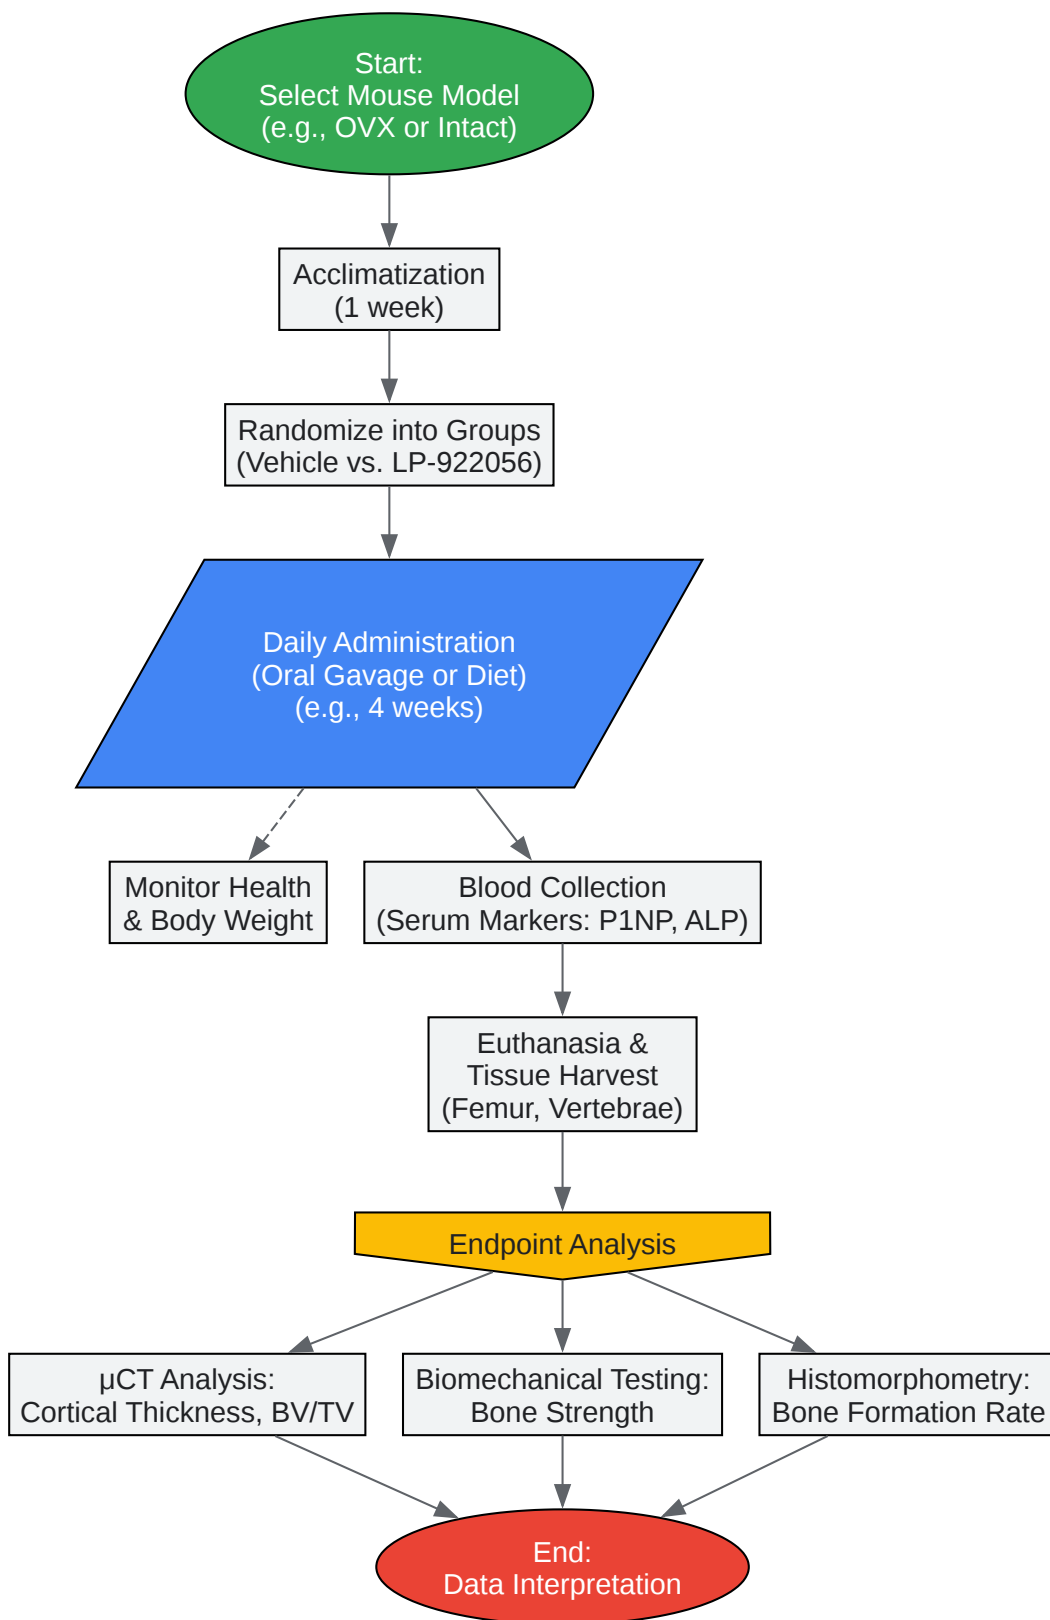 Start:
Select Mouse Model
(e.g., OVX or Intact)
Acclimatization
(1 week)
Randomize into Groups
(Vehicle vs. LP-922056)
Daily Administration
(Oral Gavage or Diet)
(e.g., 4 weeks)
Monitor Health
& Body Weight
Blood Collection
(Serum Markers: P1NP, ALP)
Euthanasia &
Tissue Harvest
(Femur, Vertebrae)
Endpoint Analysis
μCT Analysis:
Cortical Thickness, BV/TV
Biomechanical Testing:
Bone Strength
Histomorphometry:
Bone Formation Rate
End:
Data Interpretation